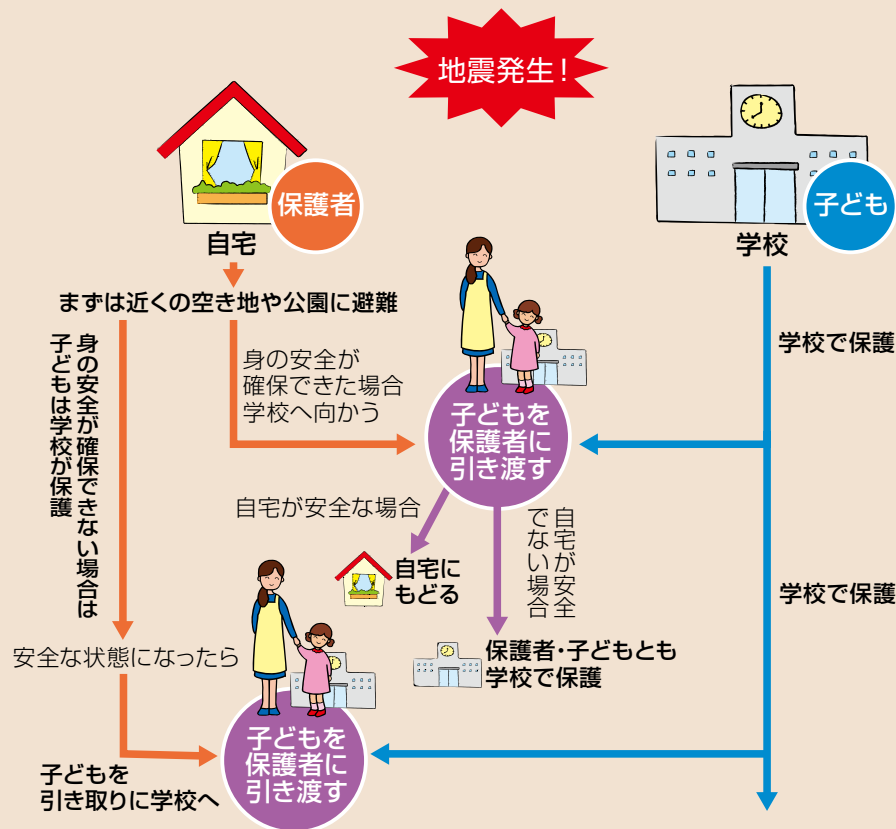 地震発生！
保護者
自宅
子ども
学校
まずは近くの空き地や公園に避難
身の安全が確保できない場合は
子どもは学校が保護
身の安全が
確保できた場合
学校へ向かう
子どもを
保護者に
引き渡す
学校で保護
自宅が安全な場合
自宅に
もどる
自宅が安全
でない場合
保護者・子どもとも
学校で保護
学校で保護
安全な状態になったら
子どもを
引き取りに学校へ
子どもを
保護者に
引き渡す